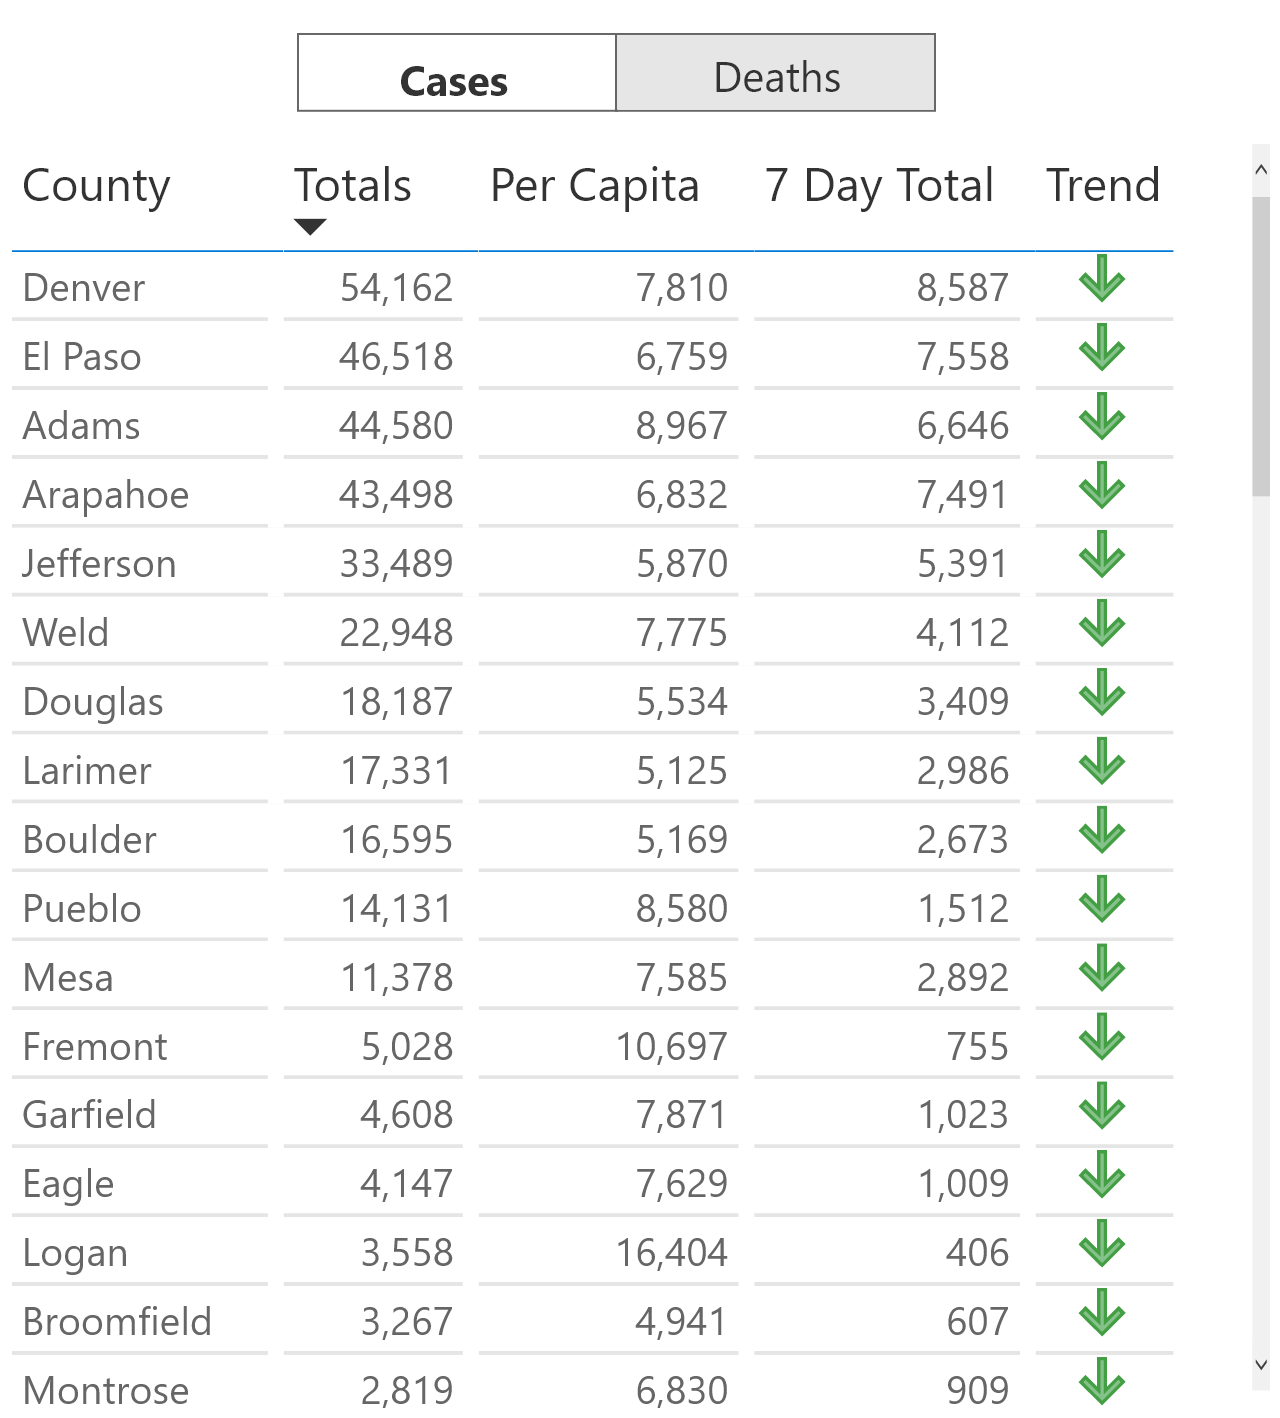 Cases Deaths
County Totals Per Capita 7 Day Total Trend
Denver 54,162 7,810 8,587
El Paso 46,518 6,759 7,558
Adams 44,580 8,967 6,646
Arapahoe 43,498 6,832 7,491
Jefferson 33,489 5,870 5,391
Weld 22,948 7,775 4,112
Douglas 18,187 5,534 3,409
Larimer 17,331 5,125 2,986
Boulder 16,595 5,169 2,673
Pueblo 14,131 8,580 1,512
Mesa 11,378 7,585 2,892
Fremont 5,028 10,697 755
Garfield 4,608 7,871 1,023
Eagle 4,147 7,629 1,009
Logan 3,558 16,404 406
Broomfield 3,267 4,941 607
Montrose 2,819 6,830 909